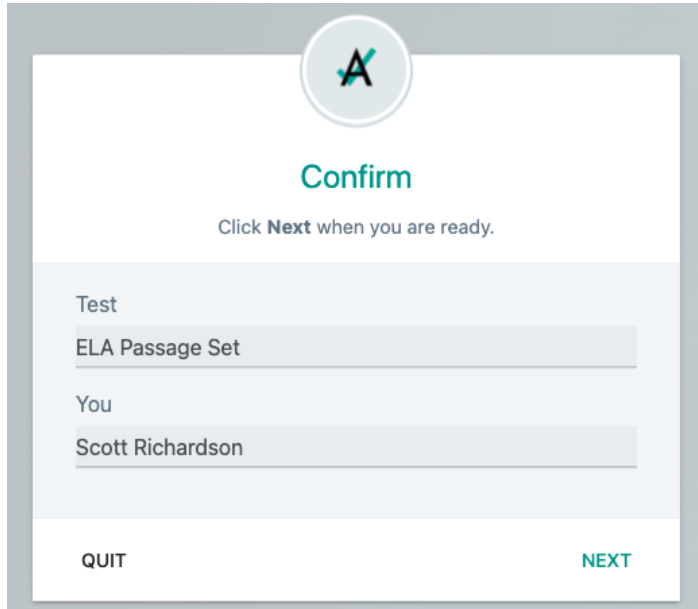 Confirm
Click Next when you are ready.
Test
ELA Passage Set
You
Scott Richardson
QUIT
NEXT